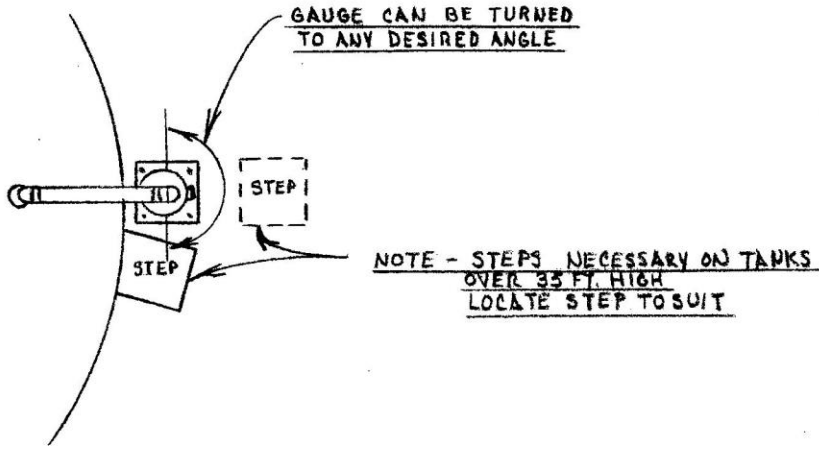 GAUGE CAN BE TURNED
TO ANY DESIRED ANGLE
STEP
STEP
NOTE - STEPS NECESSARY ON TANKS
OVER 35 FT. HIGH
LOCATE STEP TO SUIT